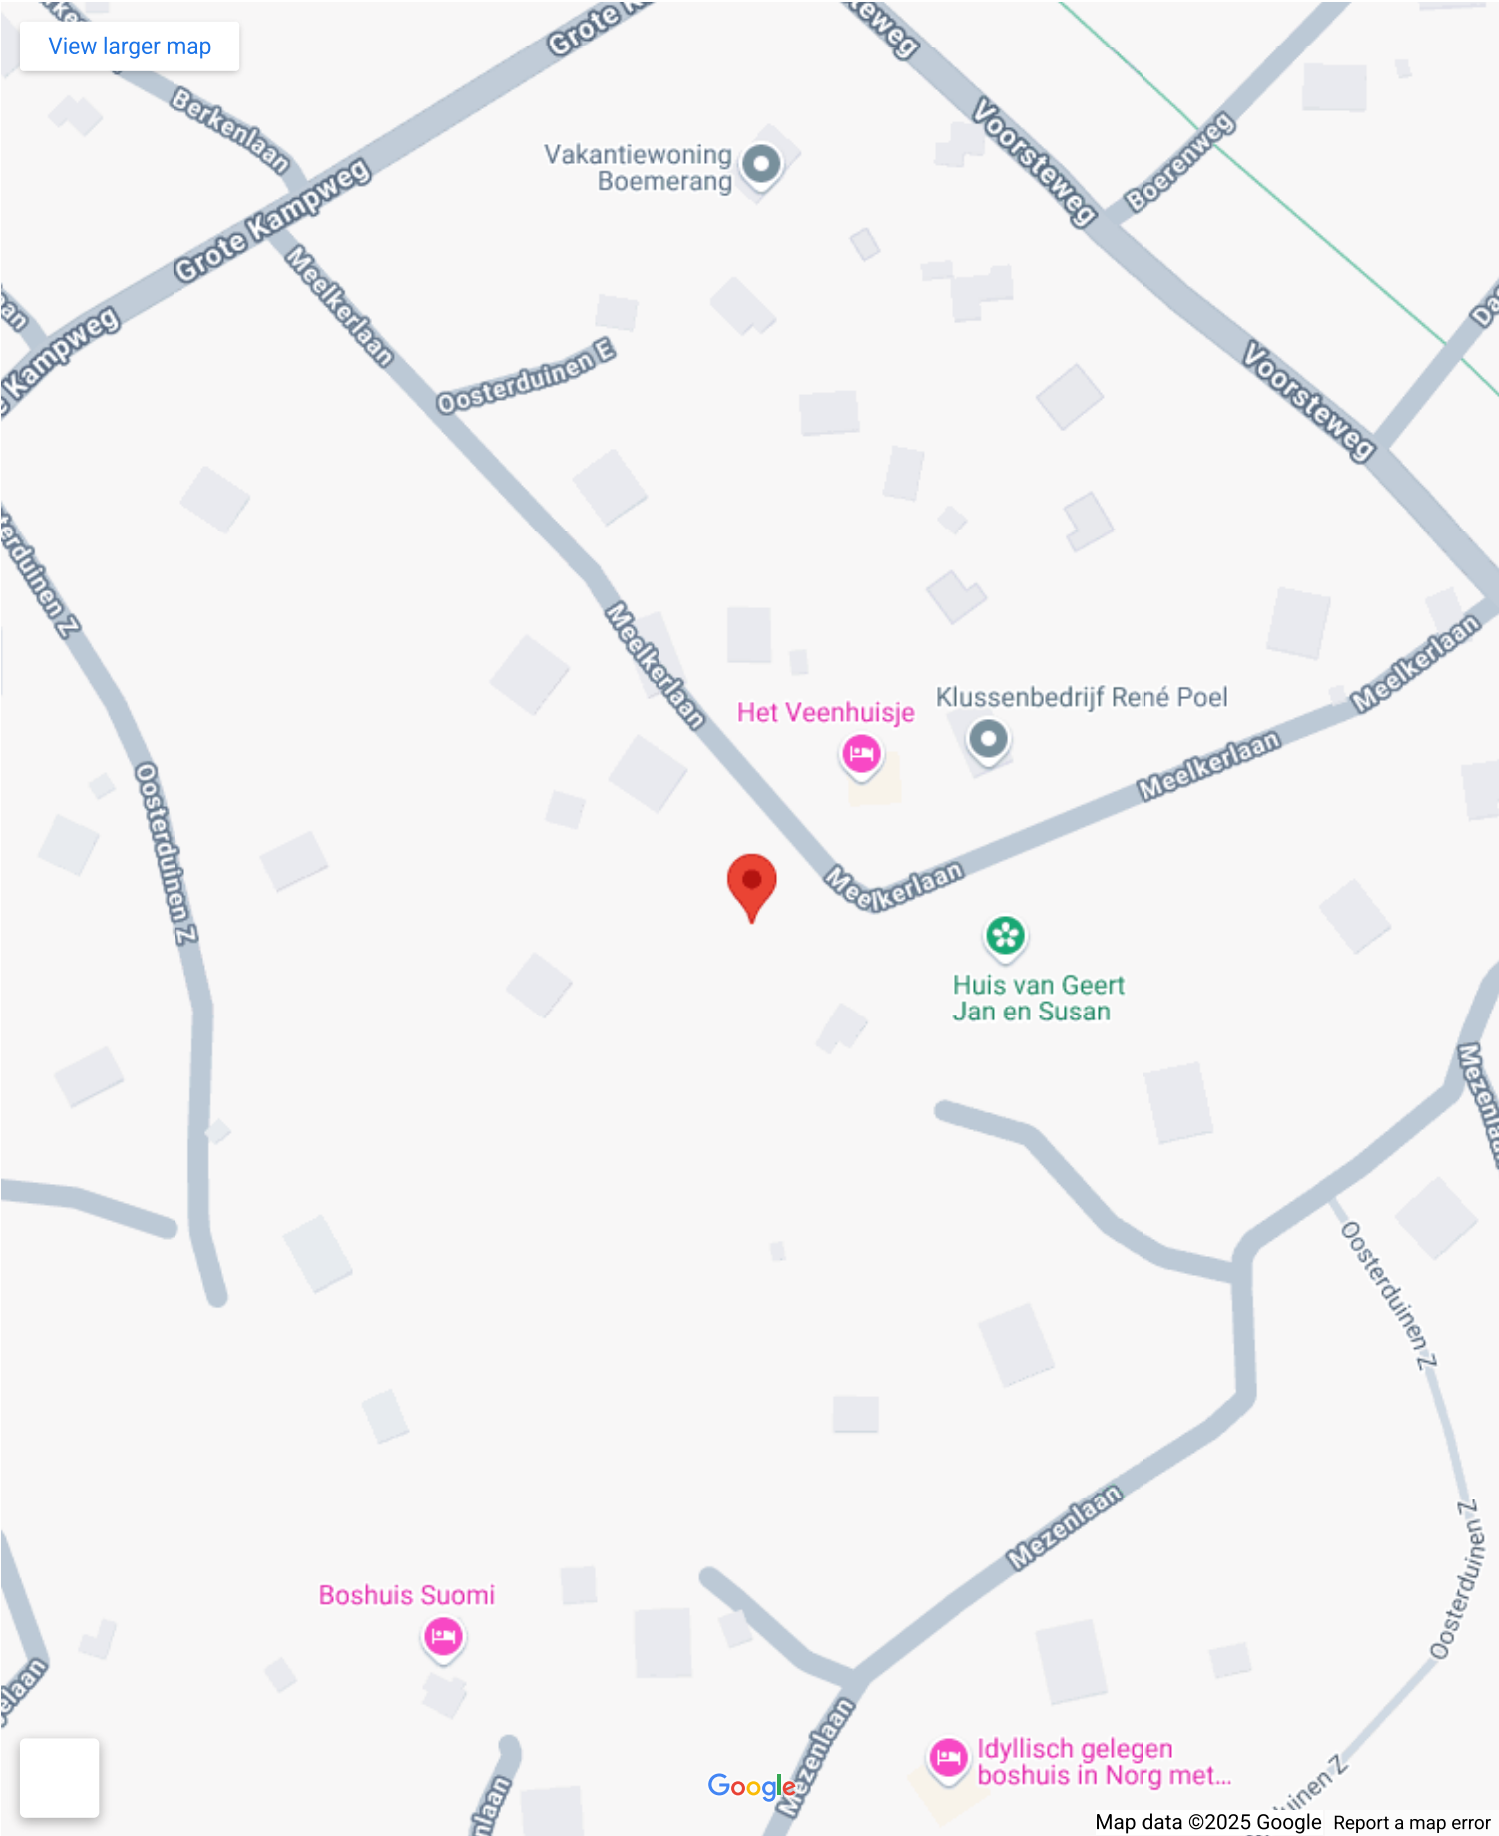 View larger map
Grote K
Berkenlaan
Vakantiewoning
Boemerang
Voorsteweg
Boerenweg
Grote Kampweg
Meelkerlaan
Kampweg
Oosterduinen E
Voorsteweg
Meelkerlaan
Meelkerlaan
Het Veenhuisje
Klussenbedrijf René Poel
Meelkerlaan
Oosterduinen Z
Meelkerlaan
Huis van Geert
Jan en Susan
Oosterduinen Z
Mezenlaan
Oosterduinen Z
Boshuis Suomi
Mezenlaan
Idyllisch gelegen
boshuis in Norg met...
Google
Map data ©2025 Google
Report a map error